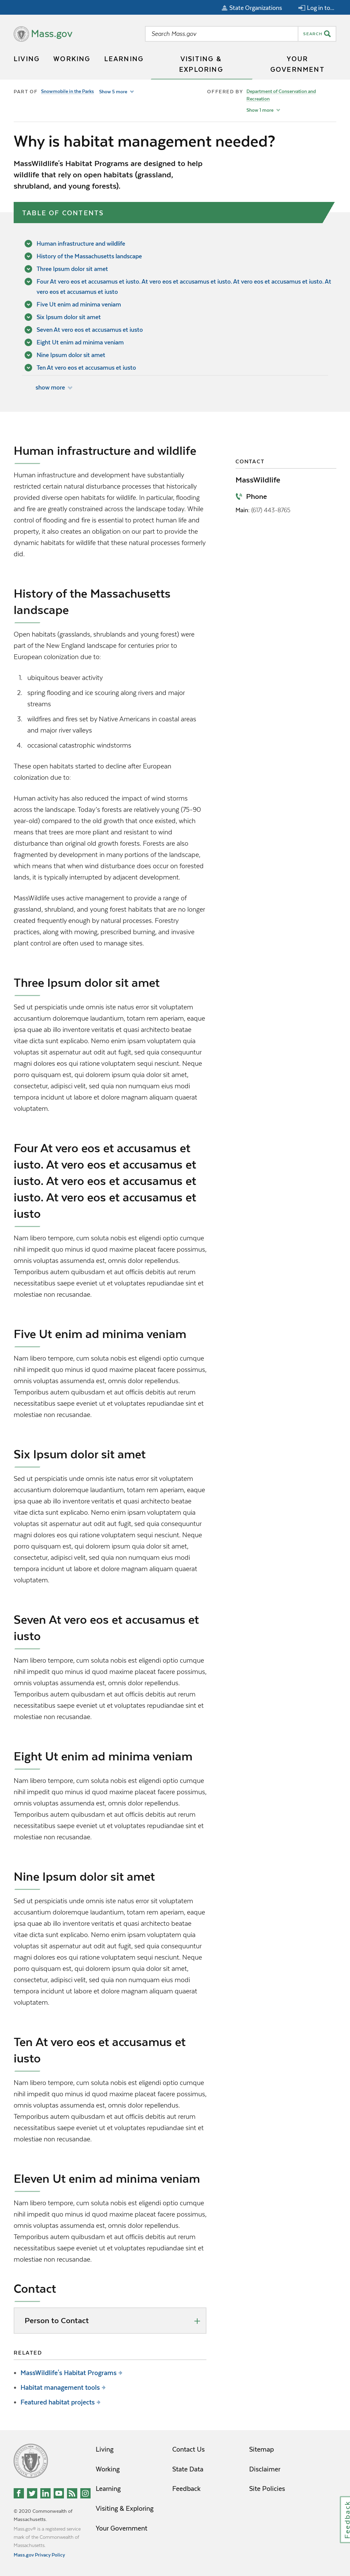 State Organizations
Log in to...
Mass.gov
Search Mass.gov
SEARCH
LIVING
WORKING
LEARNING
VISITING &
EXPLORING
YOUR
GOVERNMENT
PART OF Snowmobile in the Parks Show 5 more
OFFERED BY Department of Conservation and
Recreation
Show 1 more
Why is habitat management needed?
MassWildlife's Habitat Programs are designed to help
wildlife that rely on open habitats (grassland,
shrubland, and young forests).
TABLE OF CONTENTS
Human infrastructure and wildlife
History of the Massachusetts landscape
Three Ipsum dolor sit amet
Four At vero eos et accusamus et iusto. At vero eos et accusamus et iusto. At vero eos et accusamus et iusto. At
vero eos et accusamus et iusto
Five Ut enim ad minima veniam
Six Ipsum dolor sit amet
Seven At vero eos et accusamus et iusto
Eight Ut enim ad minima veniam
Nine Ipsum dolor sit amet
Ten At vero eos et accusamus et iusto
show more
Human infrastructure and wildlife
Human infrastructure and development have substantially
restricted certain natural disturbance processes that historically
provided diverse open habitats for wildlife. In particular, flooding
and fire are greatly constrained across the landscape today. While
control of flooding and fire is essential to protect human life and
property, it also creates an obligation on our part to provide the
dynamic habitats for wildlife that these natural processes formerly
did.
CONTACT
MassWildlife
Phone
Main: (617) 443-8765
History of the Massachusetts
landscape
Open habitats (grasslands, shrublands and young forest) were
part of the New England landscape for centuries prior to
European colonization due to:
1. ubiquitous beaver activity
2. spring flooding and ice scouring along rivers and major
streams
3. wildfires and fires set by Native Americans in coastal areas
and major river valleys
4. occasional catastrophic windstorms
These open habitats started to decline after European
colonization due to:
Human activity has also reduced the impact of wind storms
across the landscape. Today's forests are relatively young (75-90
year-old) compared to the old growth that once existed, which
means that trees are more pliant and resistant to wind
disturbance than original old growth forests. Forests are also
fragmented by development in many portions of the landscape,
which means that when wind disturbance does occur on forested
lands, it is typically interrupted by adjacent development.
MassWildlife uses active management to provide a range of
grassland, shrubland, and young forest habitats that are no longer
created frequently enough by natural processes. Forestry
practices, along with mowing, prescribed burning, and invasive
plant control are often used to manage sites.
Three Ipsum dolor sit amet
Sed ut perspiciatis unde omnis iste natus error sit voluptatem
accusantium doloremque laudantium, totam rem aperiam, eaque
ipsa quae ab illo inventore veritatis et quasi architecto beatae
vitae dicta sunt explicabo. Nemo enim ipsam voluptatem quia
voluptas sit aspernatur aut odit aut fugit, sed quia consequuntur
magni dolores eos qui ratione voluptatem sequi nesciunt. Neque
porro quisquam est, qui dolorem ipsum quia dolor sit amet,
consectetur, adipisci velit, sed quia non numquam eius modi
tempora incidunt ut labore et dolore magnam aliquam quaerat
voluptatem.
Four At vero eos et accusamus et
iusto. At vero eos et accusamus et
iusto. At vero eos et accusamus et
iusto. At vero eos et accusamus et
iusto
Nam libero tempore, cum soluta nobis est eligendi optio cumque
nihil impedit quo minus id quod maxime placeat facere possimus,
omnis voluptas assumenda est, omnis dolor repellendus.
Temporibus autem quibusdam et aut officiis debitis aut rerum
necessitatibus saepe eveniet ut et voluptates repudiandae sint et
molestiae non recusandae.
Five Ut enim ad minima veniam
Nam libero tempore, cum soluta nobis est eligendi optio cumque
nihil impedit quo minus id quod maxime placeat facere possimus,
omnis voluptas assumenda est, omnis dolor repellendus.
Temporibus autem quibusdam et aut officiis debitis aut rerum
necessitatibus saepe eveniet ut et voluptates repudiandae sint et
molestiae non recusandae.
Six Ipsum dolor sit amet
Sed ut perspiciatis unde omnis iste natus error sit voluptatem
accusantium doloremque laudantium, totam rem aperiam, eaque
ipsa quae ab illo inventore veritatis et quasi architecto beatae
vitae dicta sunt explicabo. Nemo enim ipsam voluptatem quia
voluptas sit aspernatur aut odit aut fugit, sed quia consequuntur
magni dolores eos qui ratione voluptatem sequi nesciunt. Neque
porro quisquam est, qui dolorem ipsum quia dolor sit amet,
consectetur, adipisci velit, sed quia non numquam eius modi
tempora incidunt ut labore et dolore magnam aliquam quaerat
voluptatem.
Seven At vero eos et accusamus et
iusto
Nam libero tempore, cum soluta nobis est eligendi optio cumque
nihil impedit quo minus id quod maxime placeat facere possimus,
omnis voluptas assumenda est, omnis dolor repellendus.
Temporibus autem quibusdam et aut officiis debitis aut rerum
necessitatibus saepe eveniet ut et voluptates repudiandae sint et
molestiae non recusandae.
Eight Ut enim ad minima veniam
Nam libero tempore, cum soluta nobis est eligendi optio cumque
nihil impedit quo minus id quod maxime placeat facere possimus,
omnis voluptas assumenda est, omnis dolor repellendus.
Temporibus autem quibusdam et aut officiis debitis aut rerum
necessitatibus saepe eveniet ut et voluptates repudiandae sint et
molestiae non recusandae.
Nine Ipsum dolor sit amet
Sed ut perspiciatis unde omnis iste natus error sit voluptatem
accusantium doloremque laudantium, totam rem aperiam, eaque
ipsa quae ab illo inventore veritatis et quasi architecto beatae
vitae dicta sunt explicabo. Nemo enim ipsam voluptatem quia
voluptas sit aspernatur aut odit aut fugit, sed quia consequuntur
magni dolores eos qui ratione voluptatem sequi nesciunt. Neque
porro quisquam est, qui dolorem ipsum quia dolor sit amet,
consectetur, adipisci velit, sed quia non numquam eius modi
tempora incidunt ut labore et dolore magnam aliquam quaerat
voluptatem.
Ten At vero eos et accusamus et
iusto
Nam libero tempore, cum soluta nobis est eligendi optio cumque
nihil impedit quo minus id quod maxime placeat facere possimus,
omnis voluptas assumenda est, omnis dolor repellendus.
Temporibus autem quibusdam et aut officiis debitis aut rerum
necessitatibus saepe eveniet ut et voluptates repudiandae sint et
molestiae non recusandae.
Eleven Ut enim ad minima veniam
Nam libero tempore, cum soluta nobis est eligendi optio cumque
nihil impedit quo minus id quod maxime placeat facere possimus,
omnis voluptas assumenda est, omnis dolor repellendus.
Temporibus autem quibusdam et aut officiis debitis aut rerum
necessitatibus saepe eveniet ut et voluptates repudiandae sint et
molestiae non recusandae.
Contact
Person to Contact
RELATED
MassWildlife's Habitat Programs
Habitat management tools
Featured habitat projects
Living
Working
Learning
Visiting & Exploring
Your Government
Contact Us
State Data
Feedback
Sitemap
Disclaimer
Site Policies
© 2020 Commonwealth of
Massachusetts.
Mass.gov® is a registered service
mark of the Commonwealth of
Massachusetts.
Mass.gov Privacy Policy
Feedback